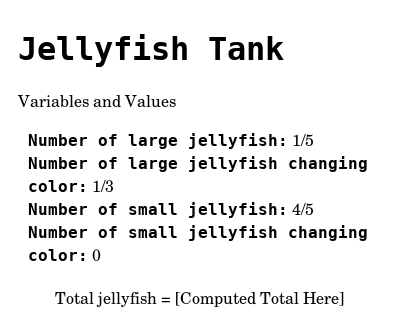 Jellyfish Tank
Variables and Values
Number of large jellyfish: 1/5
Number of large jellyfish changing
color: 1/3
Number of small jellyfish: 4/5
Number of small jellyfish changing
color: 0
Total jellyfish = [Computed Total Here]